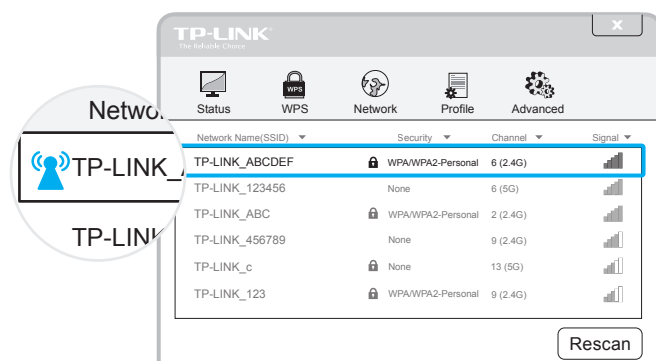 TP-LINK
The Reliable Choice
x
WPS
Status WPS Network Profile Advanced
Network Name(SSID) Security Channel Signal
TP-LINK_ABCDEF WPA/WPA2-Personal 6 (2.4G)
TP-LINK_123456 None 6 (5G)
TP-LINK_ABC WPA/WPA2-Personal 2 (2.4G)
TP-LINK_456789 None 9 (2.4G)
TP-LINK_c None 13 (5G)
TP-LINK_123 WPA/WPA2-Personal 9 (2.4G)
Rescan
Netwo
TP-LINK_
TP-LIN